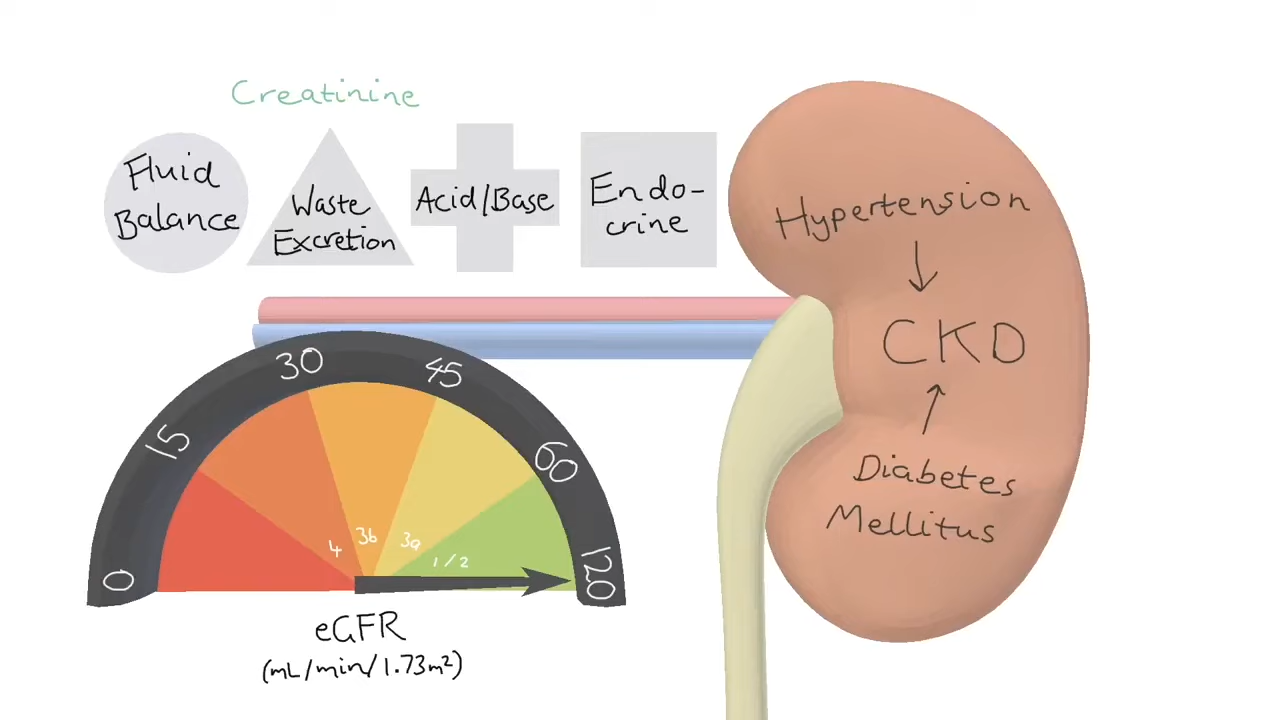 Creatinine
Fluid
Balance
Waste
Excretion
Acid/Base
Endo-
crine
Hypertension
CKD
Diabetes
Mellitus
0
15
30
45
60
120
4
3b
3a
1/2
eGFR
(mL/min/1.73m²)